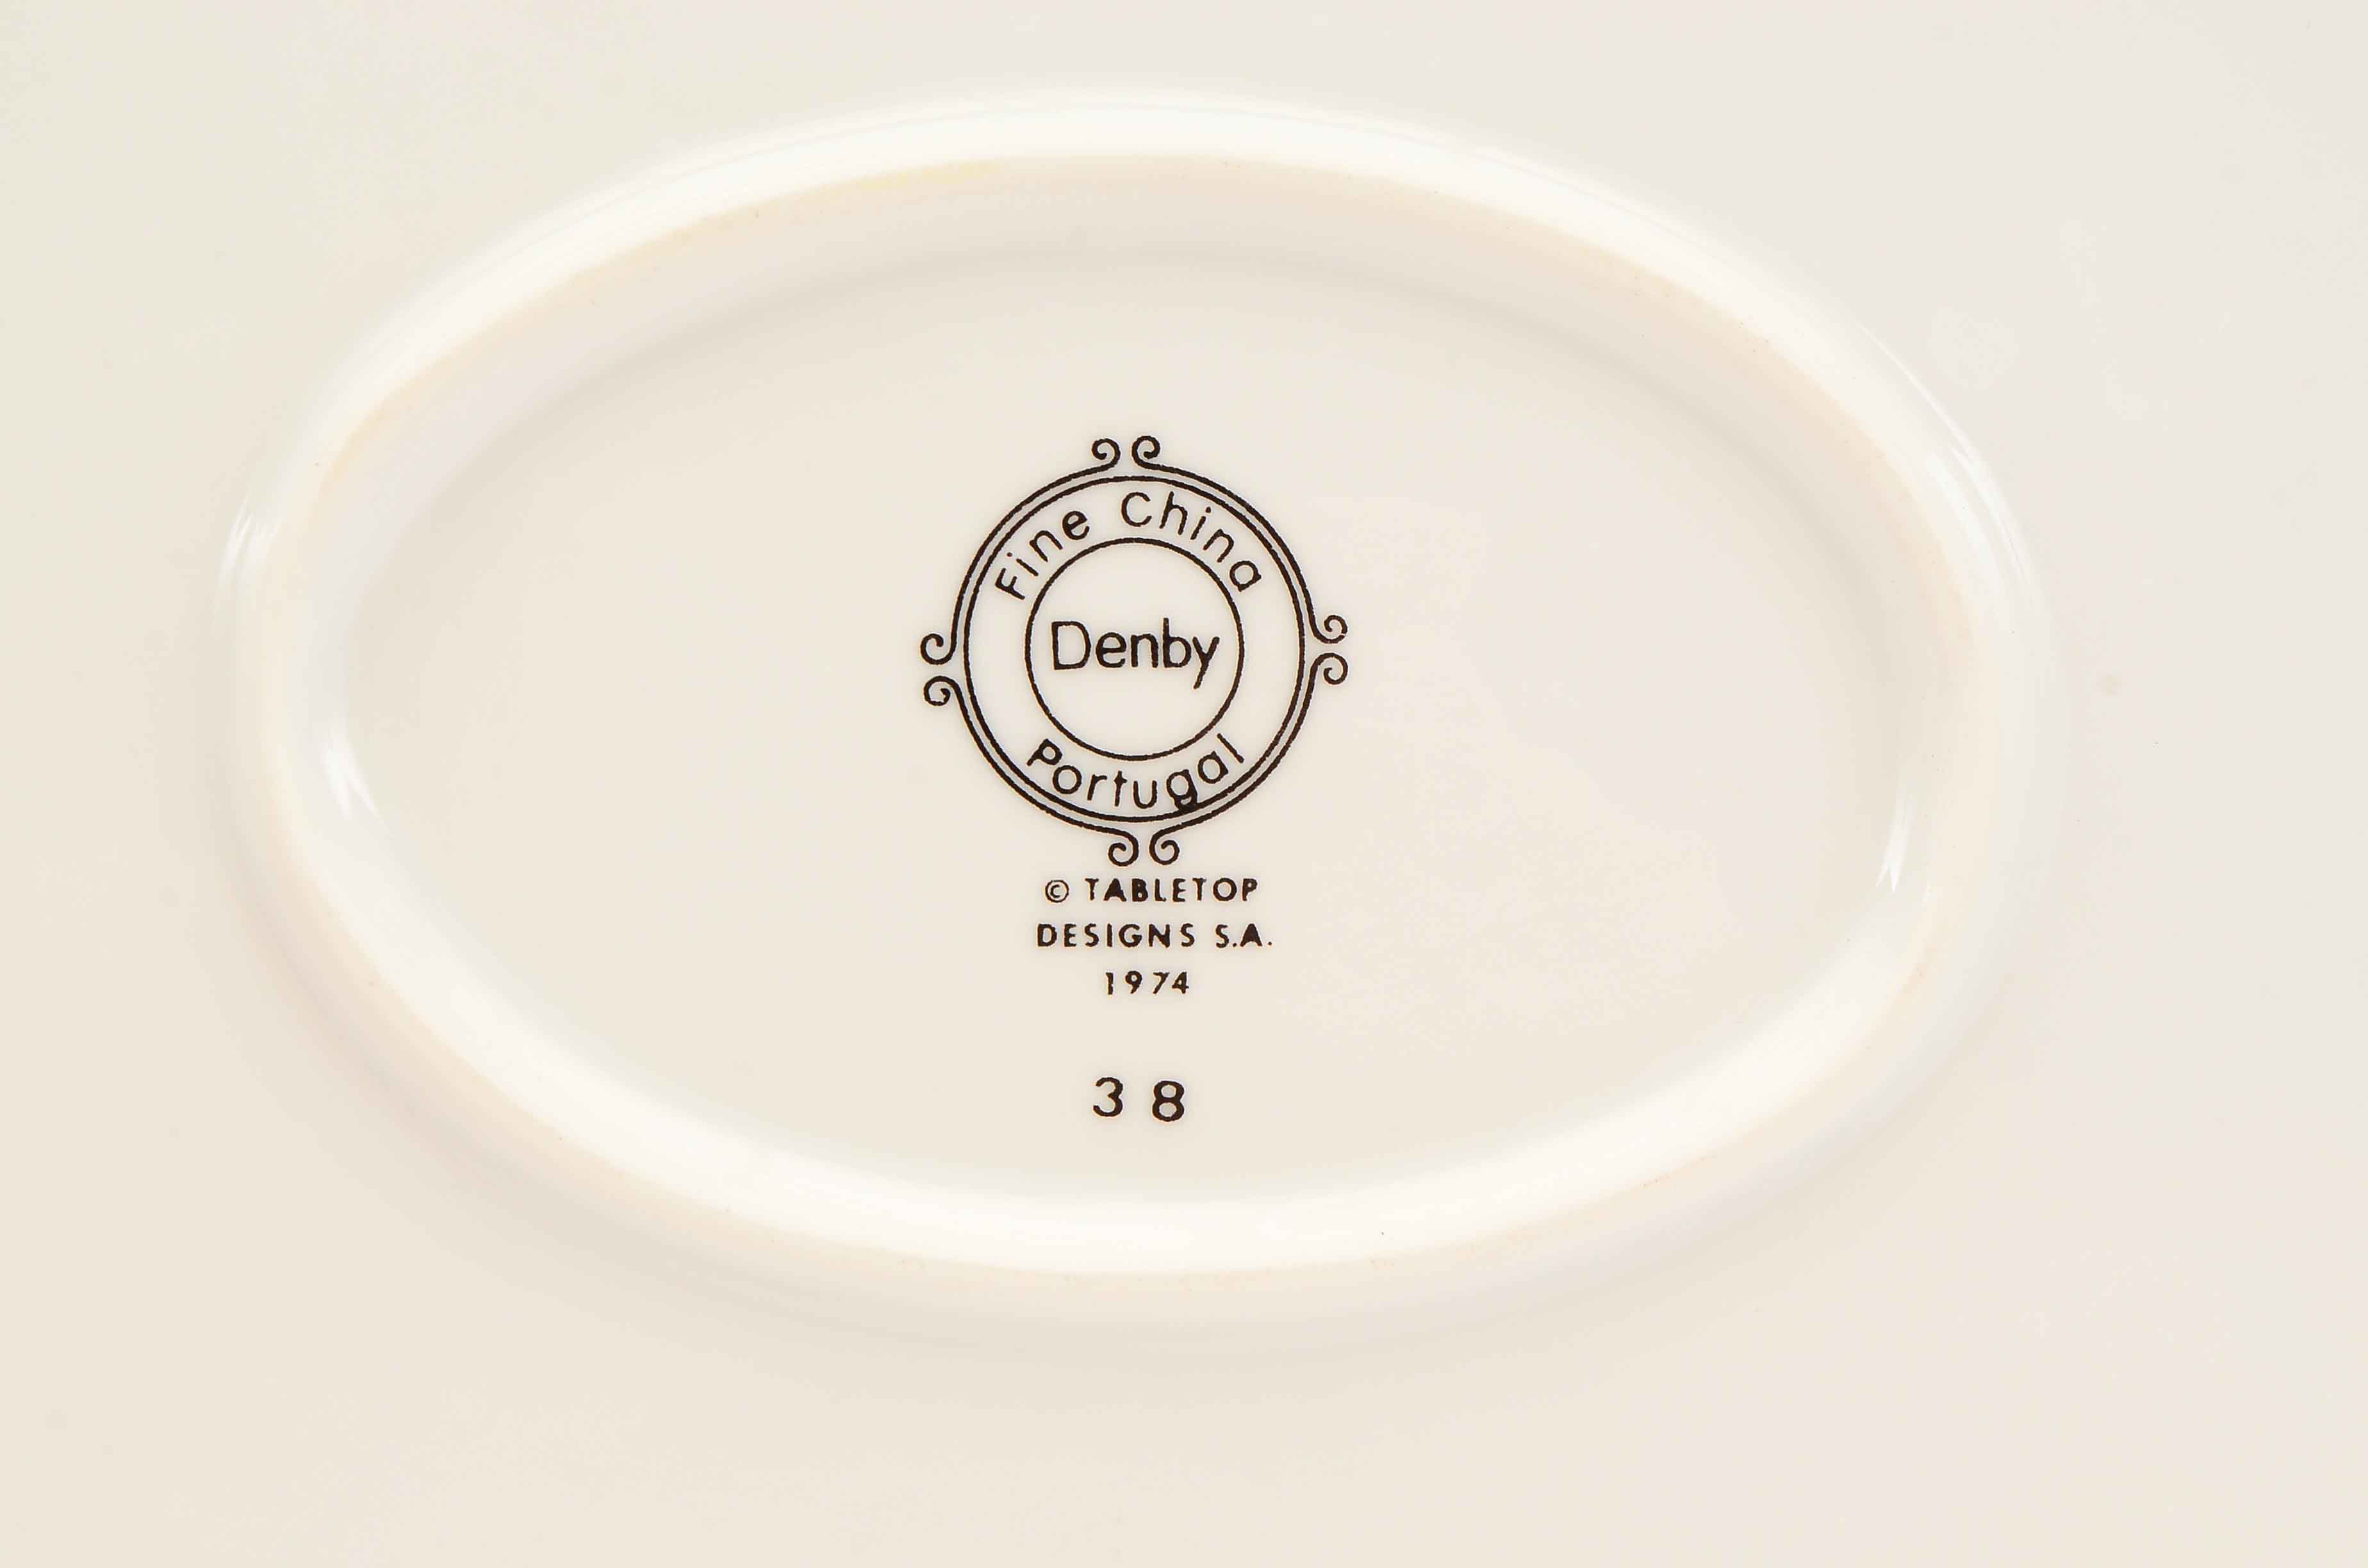 Fine China
Denby
Portugal
© TABLETOP
DESIGNS S.A.
1974
38